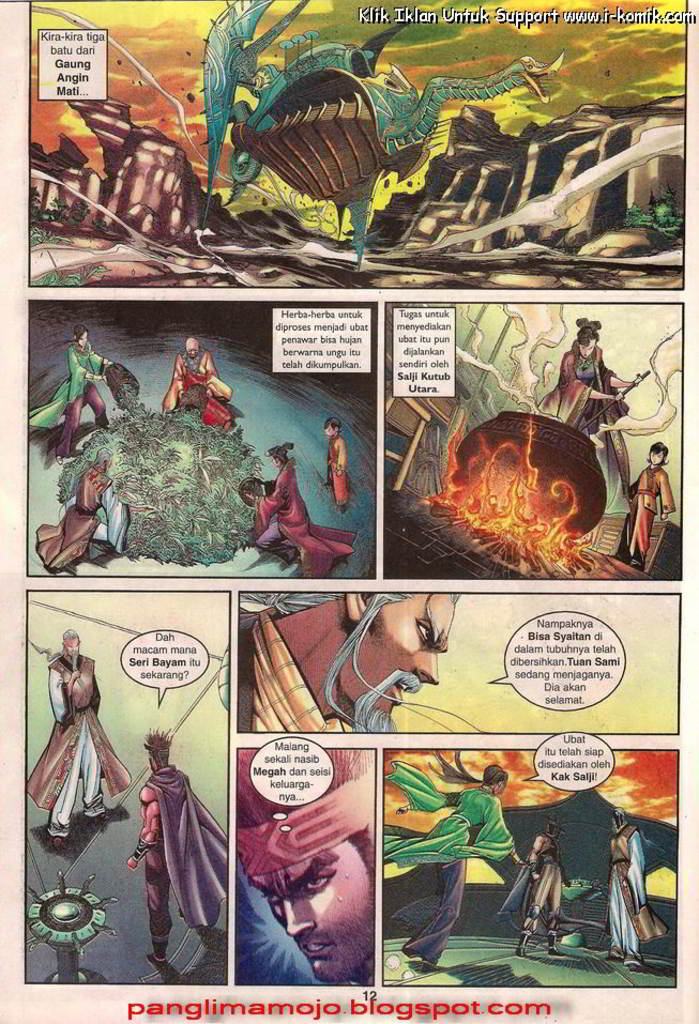 Klik Iklan Untuk Support www.i-komik.com
Kira-kira tiga
batu dari
Gaung
Angin
Mati...
Herba-herba untuk
diproses menjadi ubat
penawar bisa hujan
berwarna ungu itu
telah dikumpulkan.
Tugas untuk
menyediakan
ubat itu pun
dijalankan
sendiri oleh
Salji Kutub
Utara.
Dah
macam mana
Seri Bayam itu
sekarang?
Nampaknya
Bisa Syaitan di
dalam tubuhnya telah
dibersihkan.Tuan Sami
sedang menjaganya.
Dia akan
selamat.
Malang
sekali nasib
Megah dan seisi
keluarga-
nya...
Ubat
itu telah siap
disediakan oleh
Kak Salji!
12
panglimamojo.blogspot.com